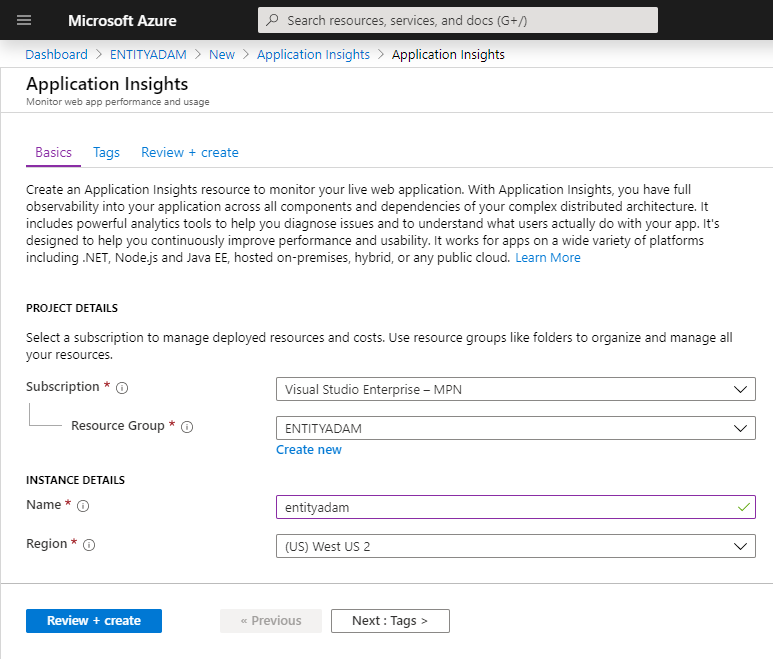 Microsoft Azure
Search resources, services, and docs (G+/)
Dashboard > ENTITYADAM > New > Application Insights > Application Insights
Application Insights
Monitor web app performance and usage
Basics Tags Review + create
Create an Application Insights resource to monitor your live web application. With Application Insights, you have full
observability into your application across all components and dependencies of your complex distributed architecture. It
includes powerful analytics tools to help you diagnose issues and to understand what users actually do with your app. It's
designed to help you continuously improve performance and usability. It works for apps on a wide variety of platforms
including .NET, Node.js and Java EE, hosted on-premises, hybrid, or any public cloud. Learn More
PROJECT DETAILS
Select a subscription to manage deployed resources and costs. Use resource groups like folders to organize and manage all
your resources.
Subscription * Visual Studio Enterprise – MPN
Resource Group * ENTITYADAM
Create new
INSTANCE DETAILS
Name * entityadam
Region * (US) West US 2
Review + create « Previous Next : Tags >